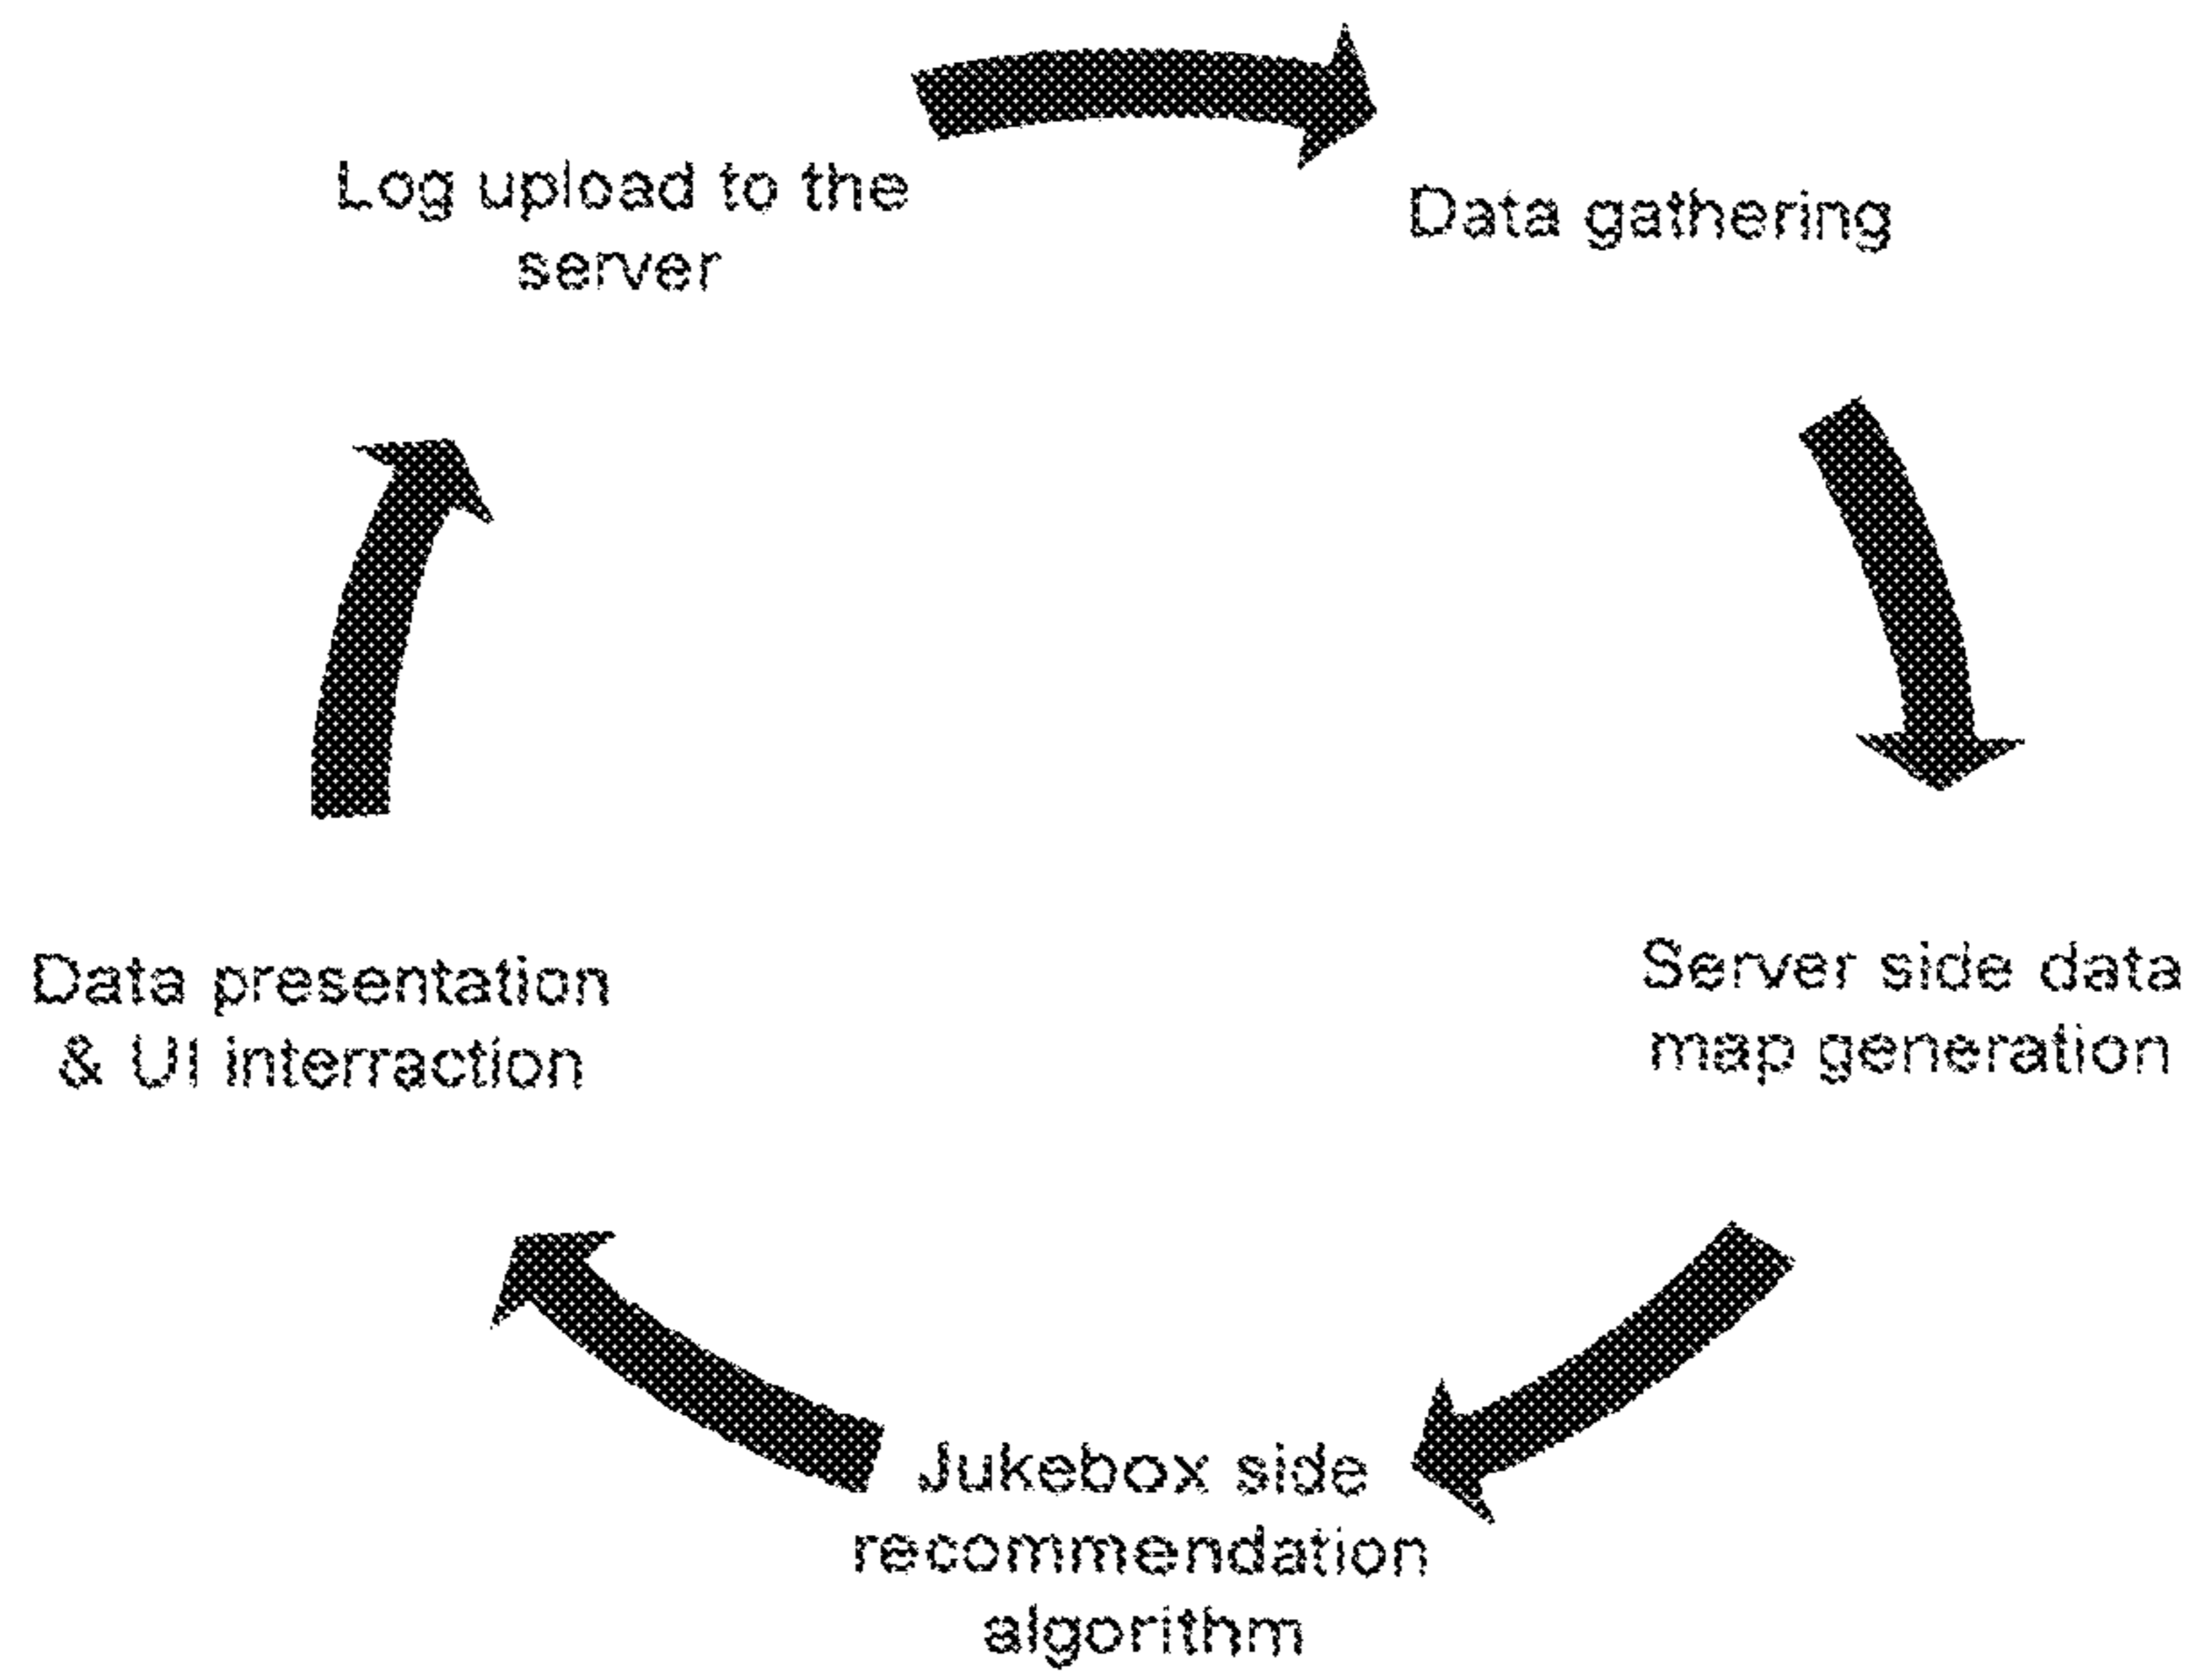 Log upload to the
server
Data gathering
Server side data
map generation
Jukebox side
recommendation
algorithm
Data presentation
& UI interraction